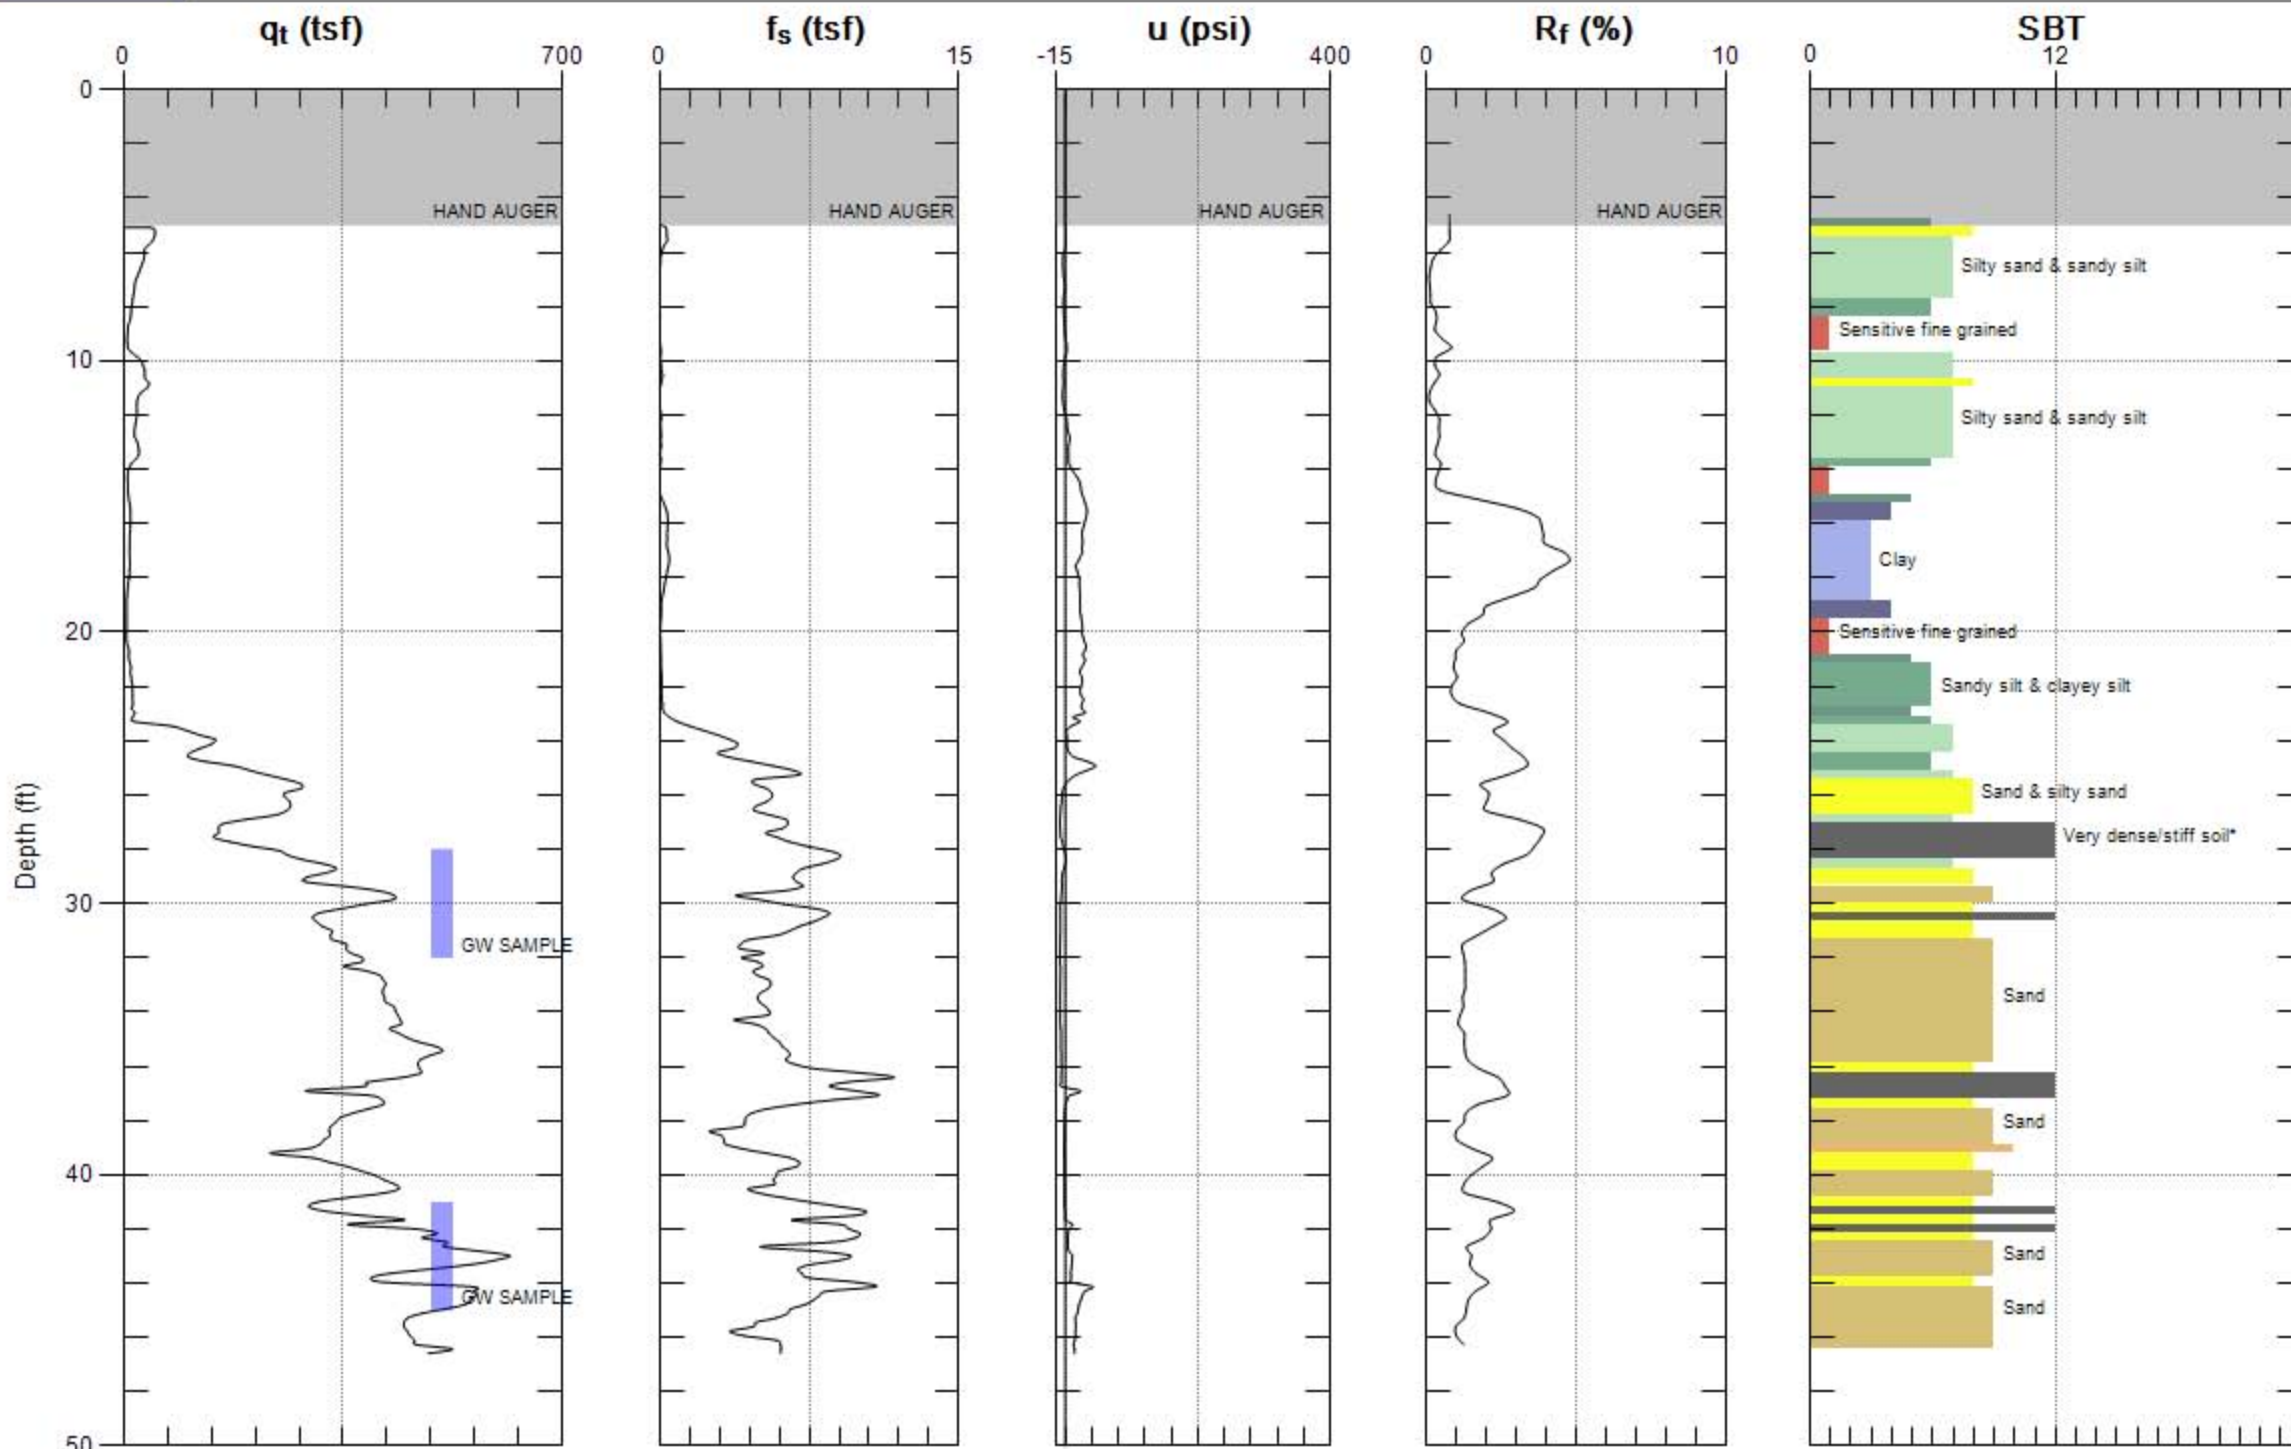 qt (tsf) fs (tsf) u (psi) Rf (%) SBT
0 700 0 15 -15 400 0 10 0 12
0
HAND AUGER HAND AUGER HAND AUGER HAND AUGER
Silty sand & sandy silt
Sensitive fine grained
10
Silty sand & sandy silt
Clay
20
Sensitive fine grained
Sandy silt & clayey silt
Depth (ft)
Sand & silty sand
Very dense/stiff soil*
30
GW SAMPLE
Sand
Sand
40
Sand
GW SAMPLE
Sand
50